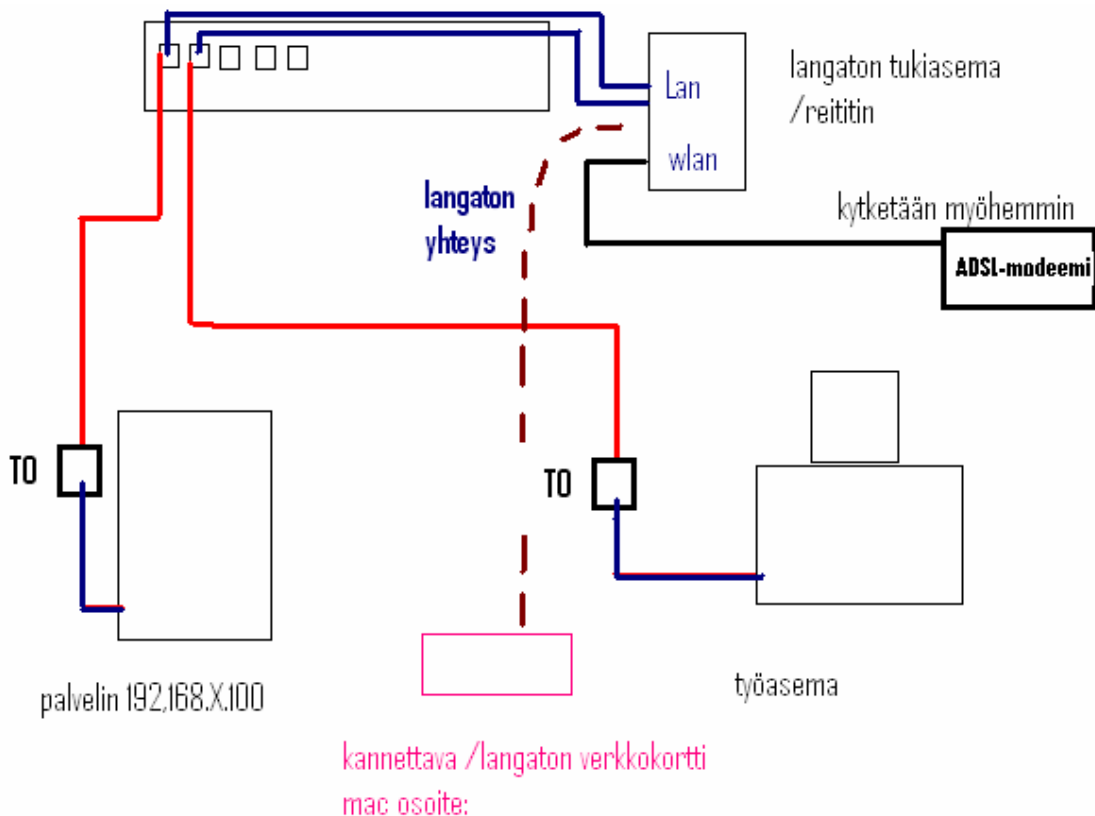 langaton tukiasema
/reititin
Lan
wlan
langaton
yhteys
kytketään myöhemmin
ADSL-modeemi
TO
TO
palvelin 192,168.X.100
työasema
kannettava /langaton verkkokortti
mac osoite: